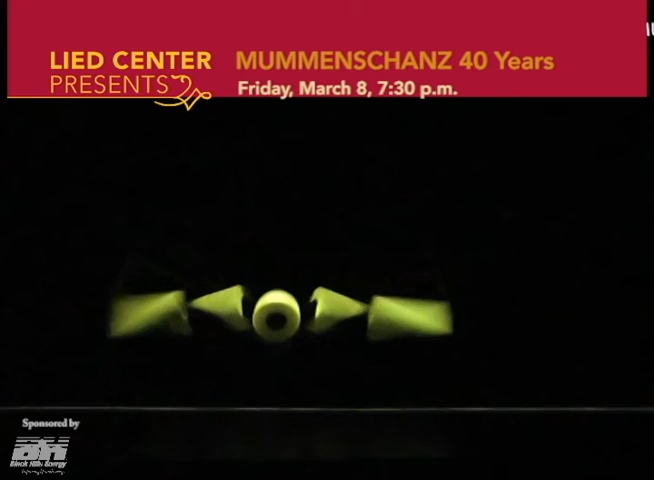 LIED CENTER
PRESENTS
MUMMENSCHANZ 40 Years
Friday, March 8, 7:30 p.m.
Sponsored by
Black Hills Energy